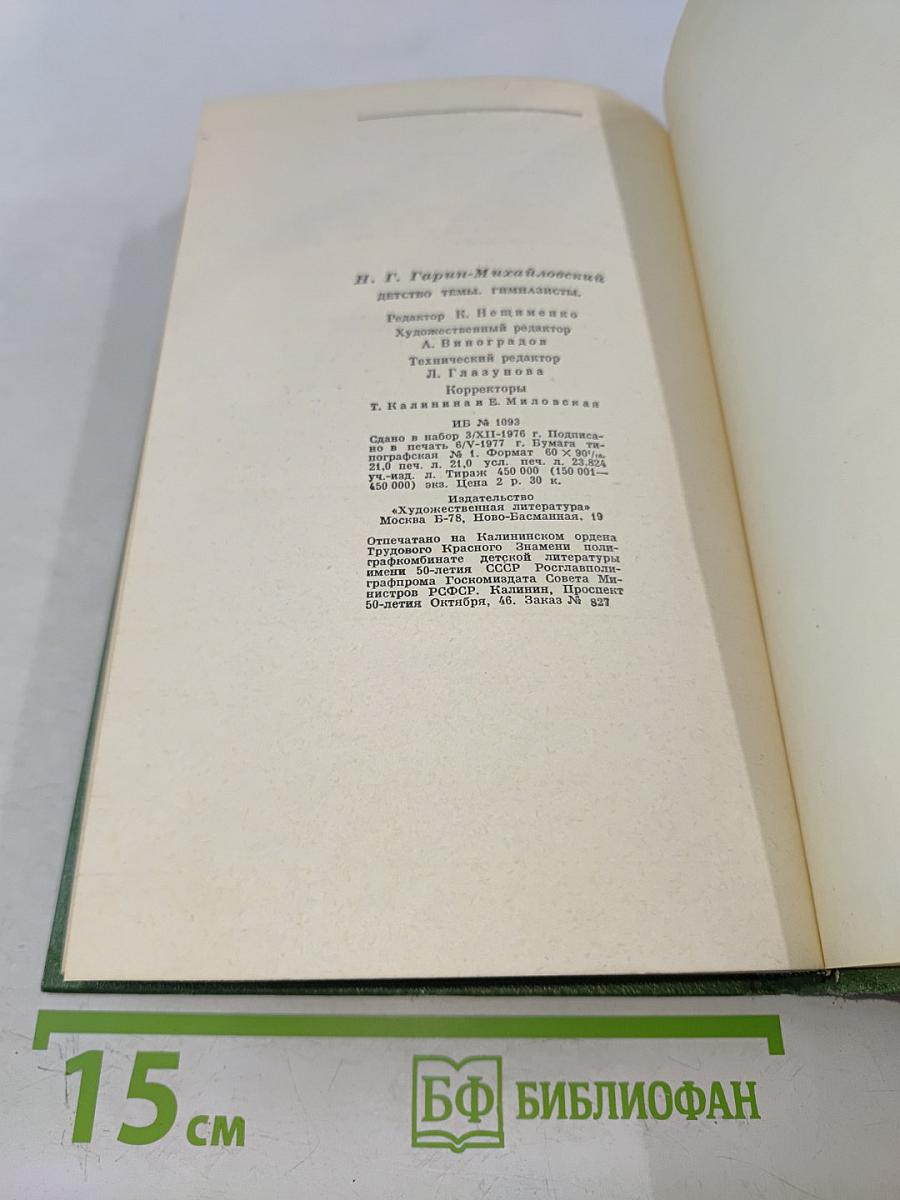 Н. Г. Гарин-Михайловский
ДЕТСТВО ТЕМЫ. ГИМНАЗИСТЫ.
Редактор К. Нещименко
Художественный редактор
А. Виноградов
Технический редактор
Л. Глазунова
Корректоры
Т. Калинина и Е. Миловская
ИБ № 1093
Сдано в набор 3/XII-1976 г. Подписа-
но в печать 6/V-1977 г. Бумага ти-
пографская № 1. Формат 60 × 90¹/₁₆.
21,0 печ. л. 21,0 усл. печ. л. 23.824
уч.-изд. л. Тираж 450 000 (150 001—
450 000) экз. Цена 2 р. 30 к.
Издательство
«Художественная литература»
Москва Б-78, Ново-Басманная, 19
Отпечатано на Калининском ордена
Трудового Красного Знамени поли-
графкомбинате детской литературы
имени 50-летия СССР Росглавполи-
графпрома Госкомиздата Совета Ми-
нистров РСФСР. Калинин, Проспект
50-летия Октября, 46. Заказ № 827
15 см
БФ БИБЛИОФАН